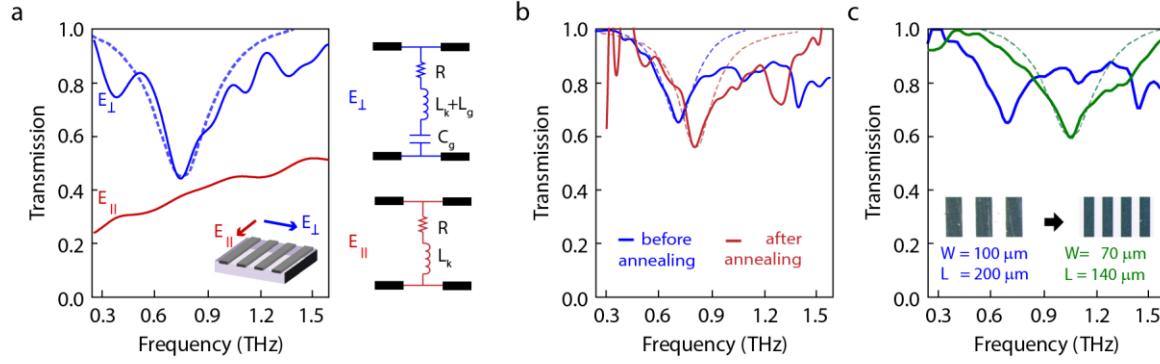 a
Transmission
1.0
0.8
0.6
0.4
0.2
0.0
E⊥
E||
E||
E⊥
0.3 0.6 0.9 1.2 1.5
Frequency (THz)
E⊥
R
Lk+Lg
Cg
E||
R
Lk
b
Transmission
1.0
0.8
0.6
0.4
0.2
0.0
before annealing
after annealing
0.3 0.6 0.9 1.2 1.5
Frequency (THz)
c
Transmission
1.0
0.8
0.6
0.4
0.2
0.0
W = 100 μm
L = 200 μm
W= 70 μm
L = 140 μm
0.3 0.6 0.9 1.2 1.5
Frequency (THz)